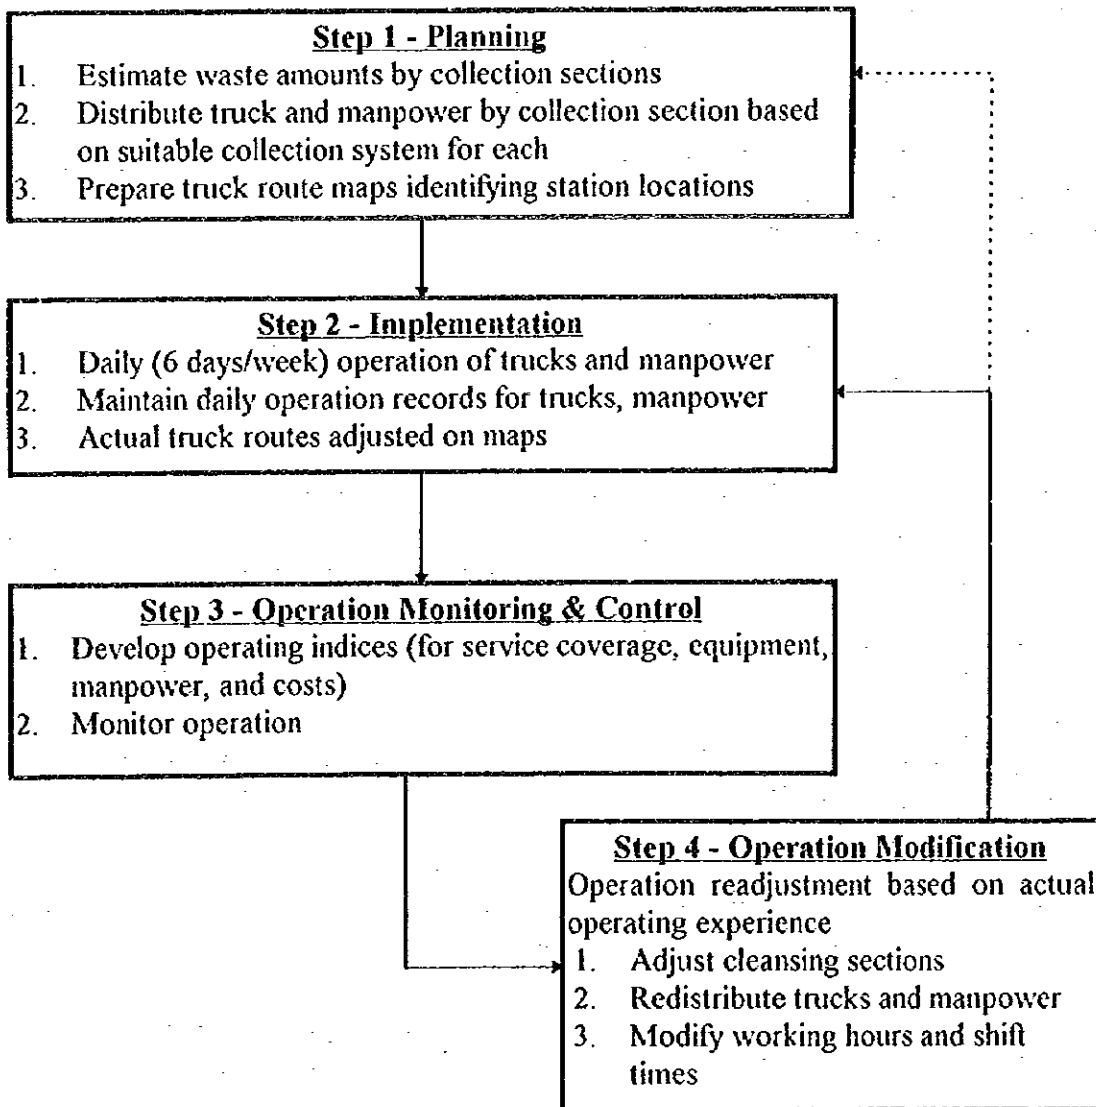 Step 1 - Planning
1. Estimate waste amounts by collection sections
2. Distribute truck and manpower by collection section based
on suitable collection system for each
3. Prepare truck route maps identifying station locations
Step 2 - Implementation
1. Daily (6 days/week) operation of trucks and manpower
2. Maintain daily operation records for trucks, manpower
3. Actual truck routes adjusted on maps
Step 3 - Operation Monitoring & Control
1. Develop operating indices (for service coverage, equipment,
manpower, and costs)
2. Monitor operation
Step 4 - Operation Modification
Operation readjustment based on actual
operating experience
1. Adjust cleansing sections
2. Redistribute trucks and manpower
3. Modify working hours and shift
times